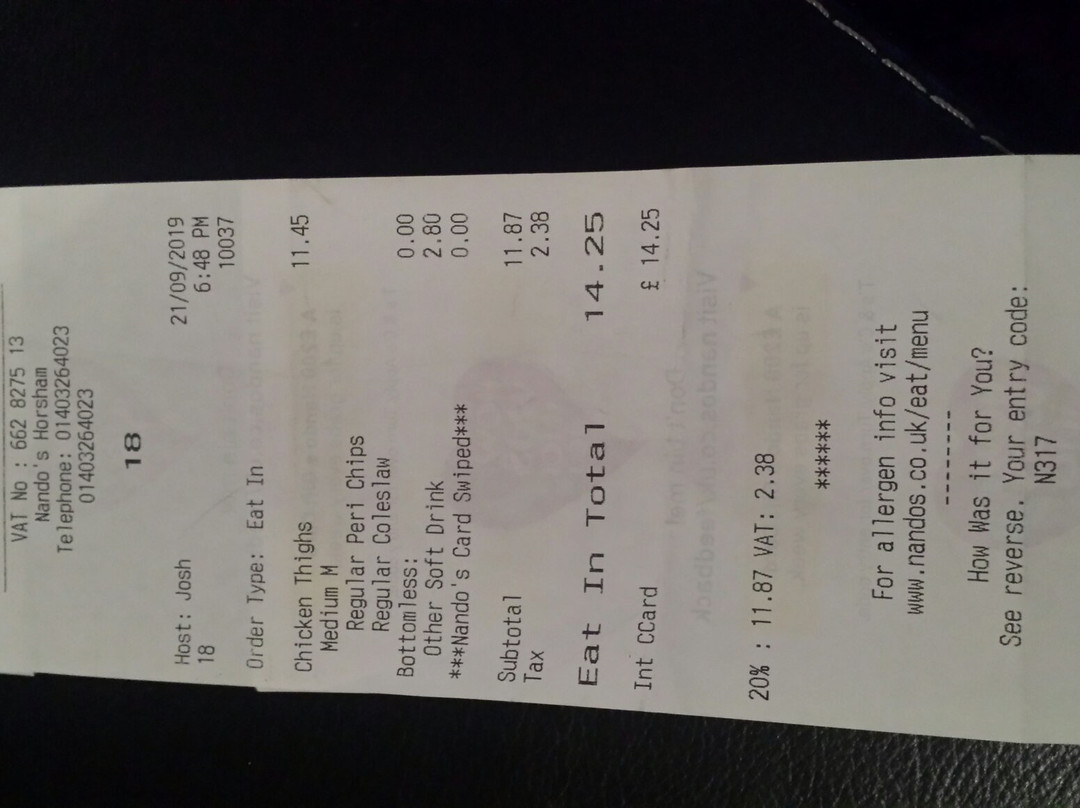 VAT No : 662 8275 13
Nando's Horsham
Telephone: 01403264023
01403264023
18
Host: Josh 21/09/2019
18 6:48 PM
10037
Order Type: Eat In
Chicken Thighs 11.45
Medium M
Regular Peri Chips
Regular Coleslaw
Bottomless: 0.00
Other Soft Drink 2.80
***Nando's Card Swiped*** 0.00
Subtotal 11.87
Tax 2.38
Eat In Total 14.25
Int CCard £ 14.25
20% : 11.87 VAT: 2.38
******
For allergen info visit
www.nandos.co.uk/eat/menu
--------
How Was it for You?
See reverse. Your entry code:
N317